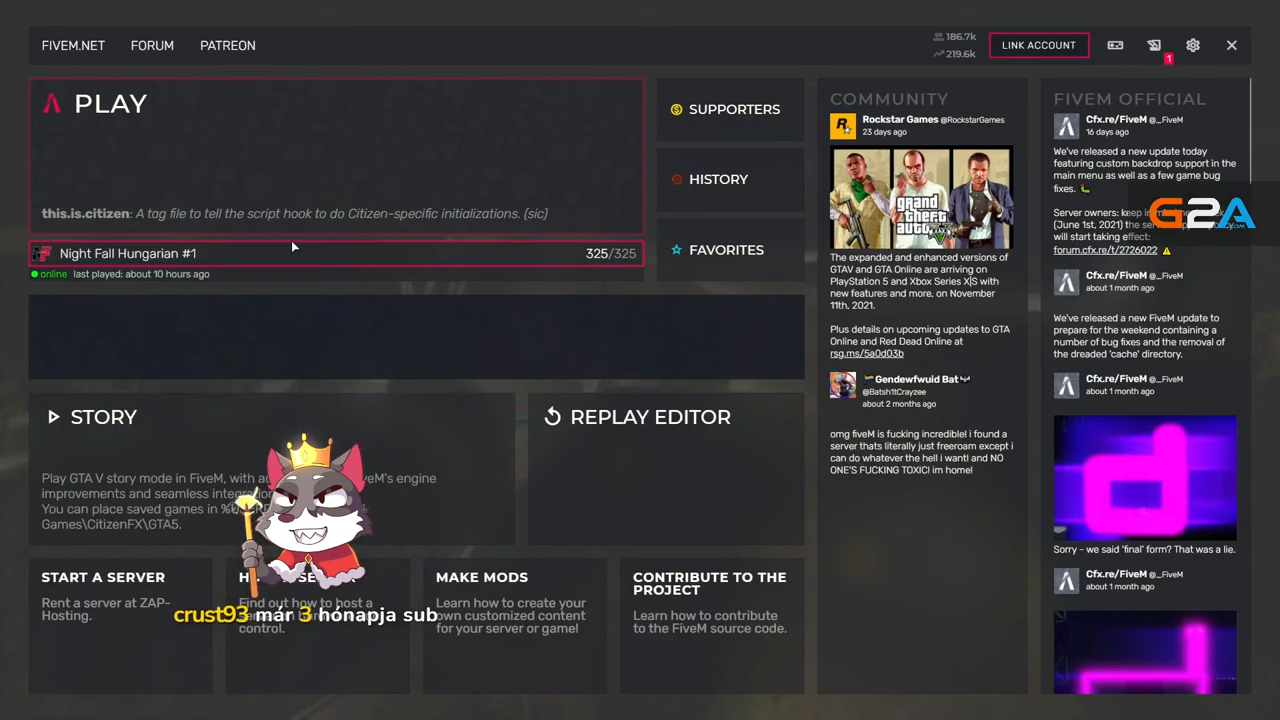 FIVEM.NET
FORUM
PATREON
186.7k
219.6k
LINK ACCOUNT
1
PLAY
this.is.citizen: A tag file to tell the script hook to do Citizen-specific initializations. (sic)
Night Fall Hungarian #1
325/325
online
last played: about 10 hours ago
SUPPORTERS
HISTORY
FAVORITES
STORY
Play GTA V story mode in FiveM, with
improvements and seamless
You can place saved games in
Games\CitizenFX\GTA5.
eM's engine
REPLAY EDITOR
START A SERVER
Rent a server at ZAP-
Hosting.
Find out how to host a
control.
MAKE MODS
Learn how to create your
own customized content
for your server or game!
CONTRIBUTE TO THE
PROJECT
Learn how to contribute
to the FiveM source code.
crust93 már 3 hónapja sub
COMMUNITY
Rockstar Games @RockstarGames
23 days ago
grand
theft
auto
V
The expanded and enhanced versions of
GTAV and GTA Online are arriving on
PlayStation 5 and Xbox Series X|S with
new features and more, on November
11th, 2021.
Plus details on upcoming updates to GTA
Online and Red Dead Online at
rsg.ms/5a0d03b
Gendewfwuid Bat
@Batsh1tCrayzee
about 2 months ago
omg fiveM is fucking incredible! i found a
server thats literally just freeroam except i
can do whatever the hell i want! and NO
ONE'S FUCKING TOXIC! im home!
FIVEM OFFICIAL
Cfx.re/FiveM @_FiveM
16 days ago
We've released a new update today
featuring custom backdrop support in the
main menu as well as a few game bug
fixes.
Server owners: keep in
(June 1st, 2021) the
will start taking effect:
forum.cfx.re/t/2726022
G2A
.COM
Cfx.re/FiveM @_FiveM
about 1 month ago
We've released a new FiveM update to
prepare for the weekend containing a
number of bug fixes and the removal of
the dreaded 'cache' directory.
Cfx.re/FiveM @_FiveM
about 1 month ago
Sorry - we said 'final' form? That was a lie.
Cfx.re/FiveM @_FiveM
about 1 month ago